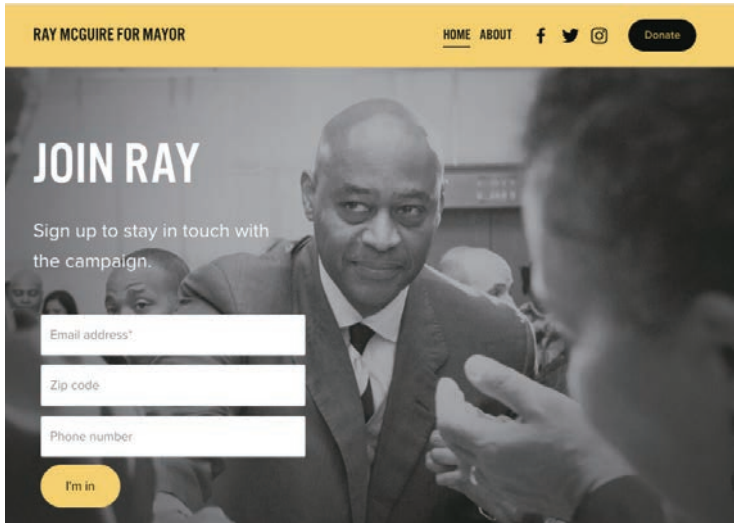 RAY MCGUIRE FOR MAYOR
HOME ABOUT
Donate
JOIN RAY
Sign up to stay in touch with
the campaign.
Email address*
Zip code
Phone number
I'm in